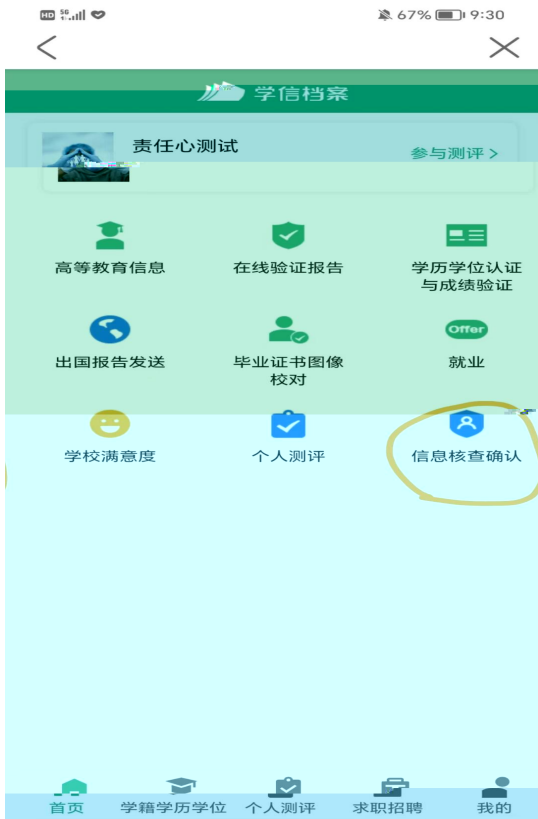 HD 5G 67% 9:30
学信档案
责任心测试
参与测评 >
高等教育信息 在线验证报告 学历学位认证
与成绩验证
Offer
出国报告发送 毕业证书图像 就业
校对
学校满意度 个人测评 信息核查确认
首页 学籍学历学位 个人测评 求职招聘 我的